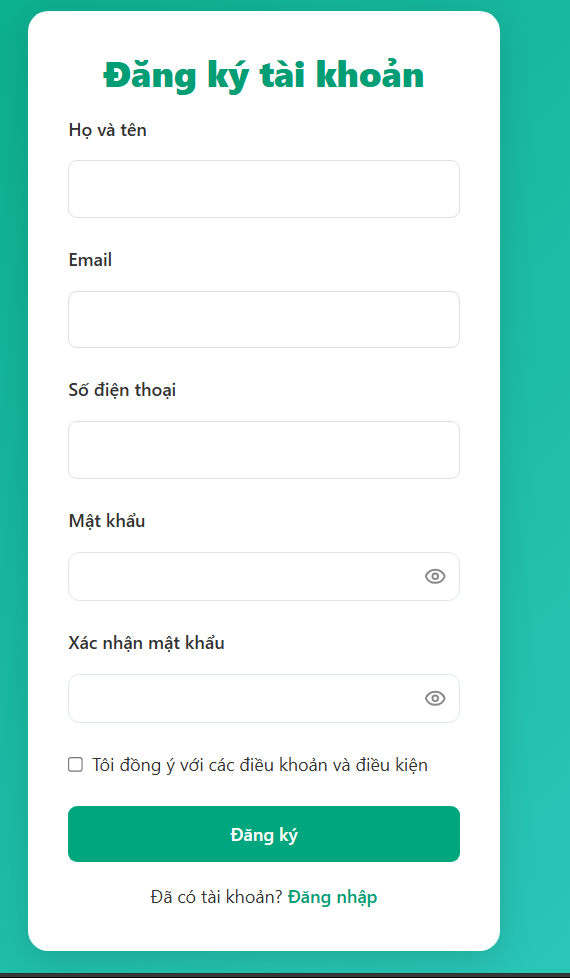 Đăng ký tài khoản
Họ và tên
Email
Số điện thoại
Mật khẩu
Xác nhận mật khẩu
Tôi đồng ý với các điều khoản và điều kiện
Đăng ký
Đã có tài khoản? Đăng nhập